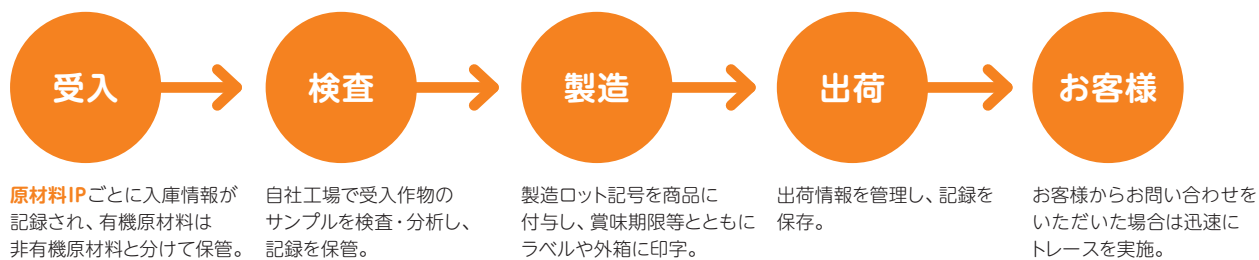 受入
検査
製造
出荷
お客様
原材料IPごとに入庫情報が
記録され、有機原材料は
非有機原材料と分けて保管。
自社工場で受入作物の
サンプルを検査・分析し、
記録を保管。
製造ロット記号を商品に
付与し、賞味期限等とともに
ラベルや外箱に印字。
出荷情報を管理し、記録を
保存。
お客様からお問い合わせを
いただいた場合は迅速に
トレースを実施。